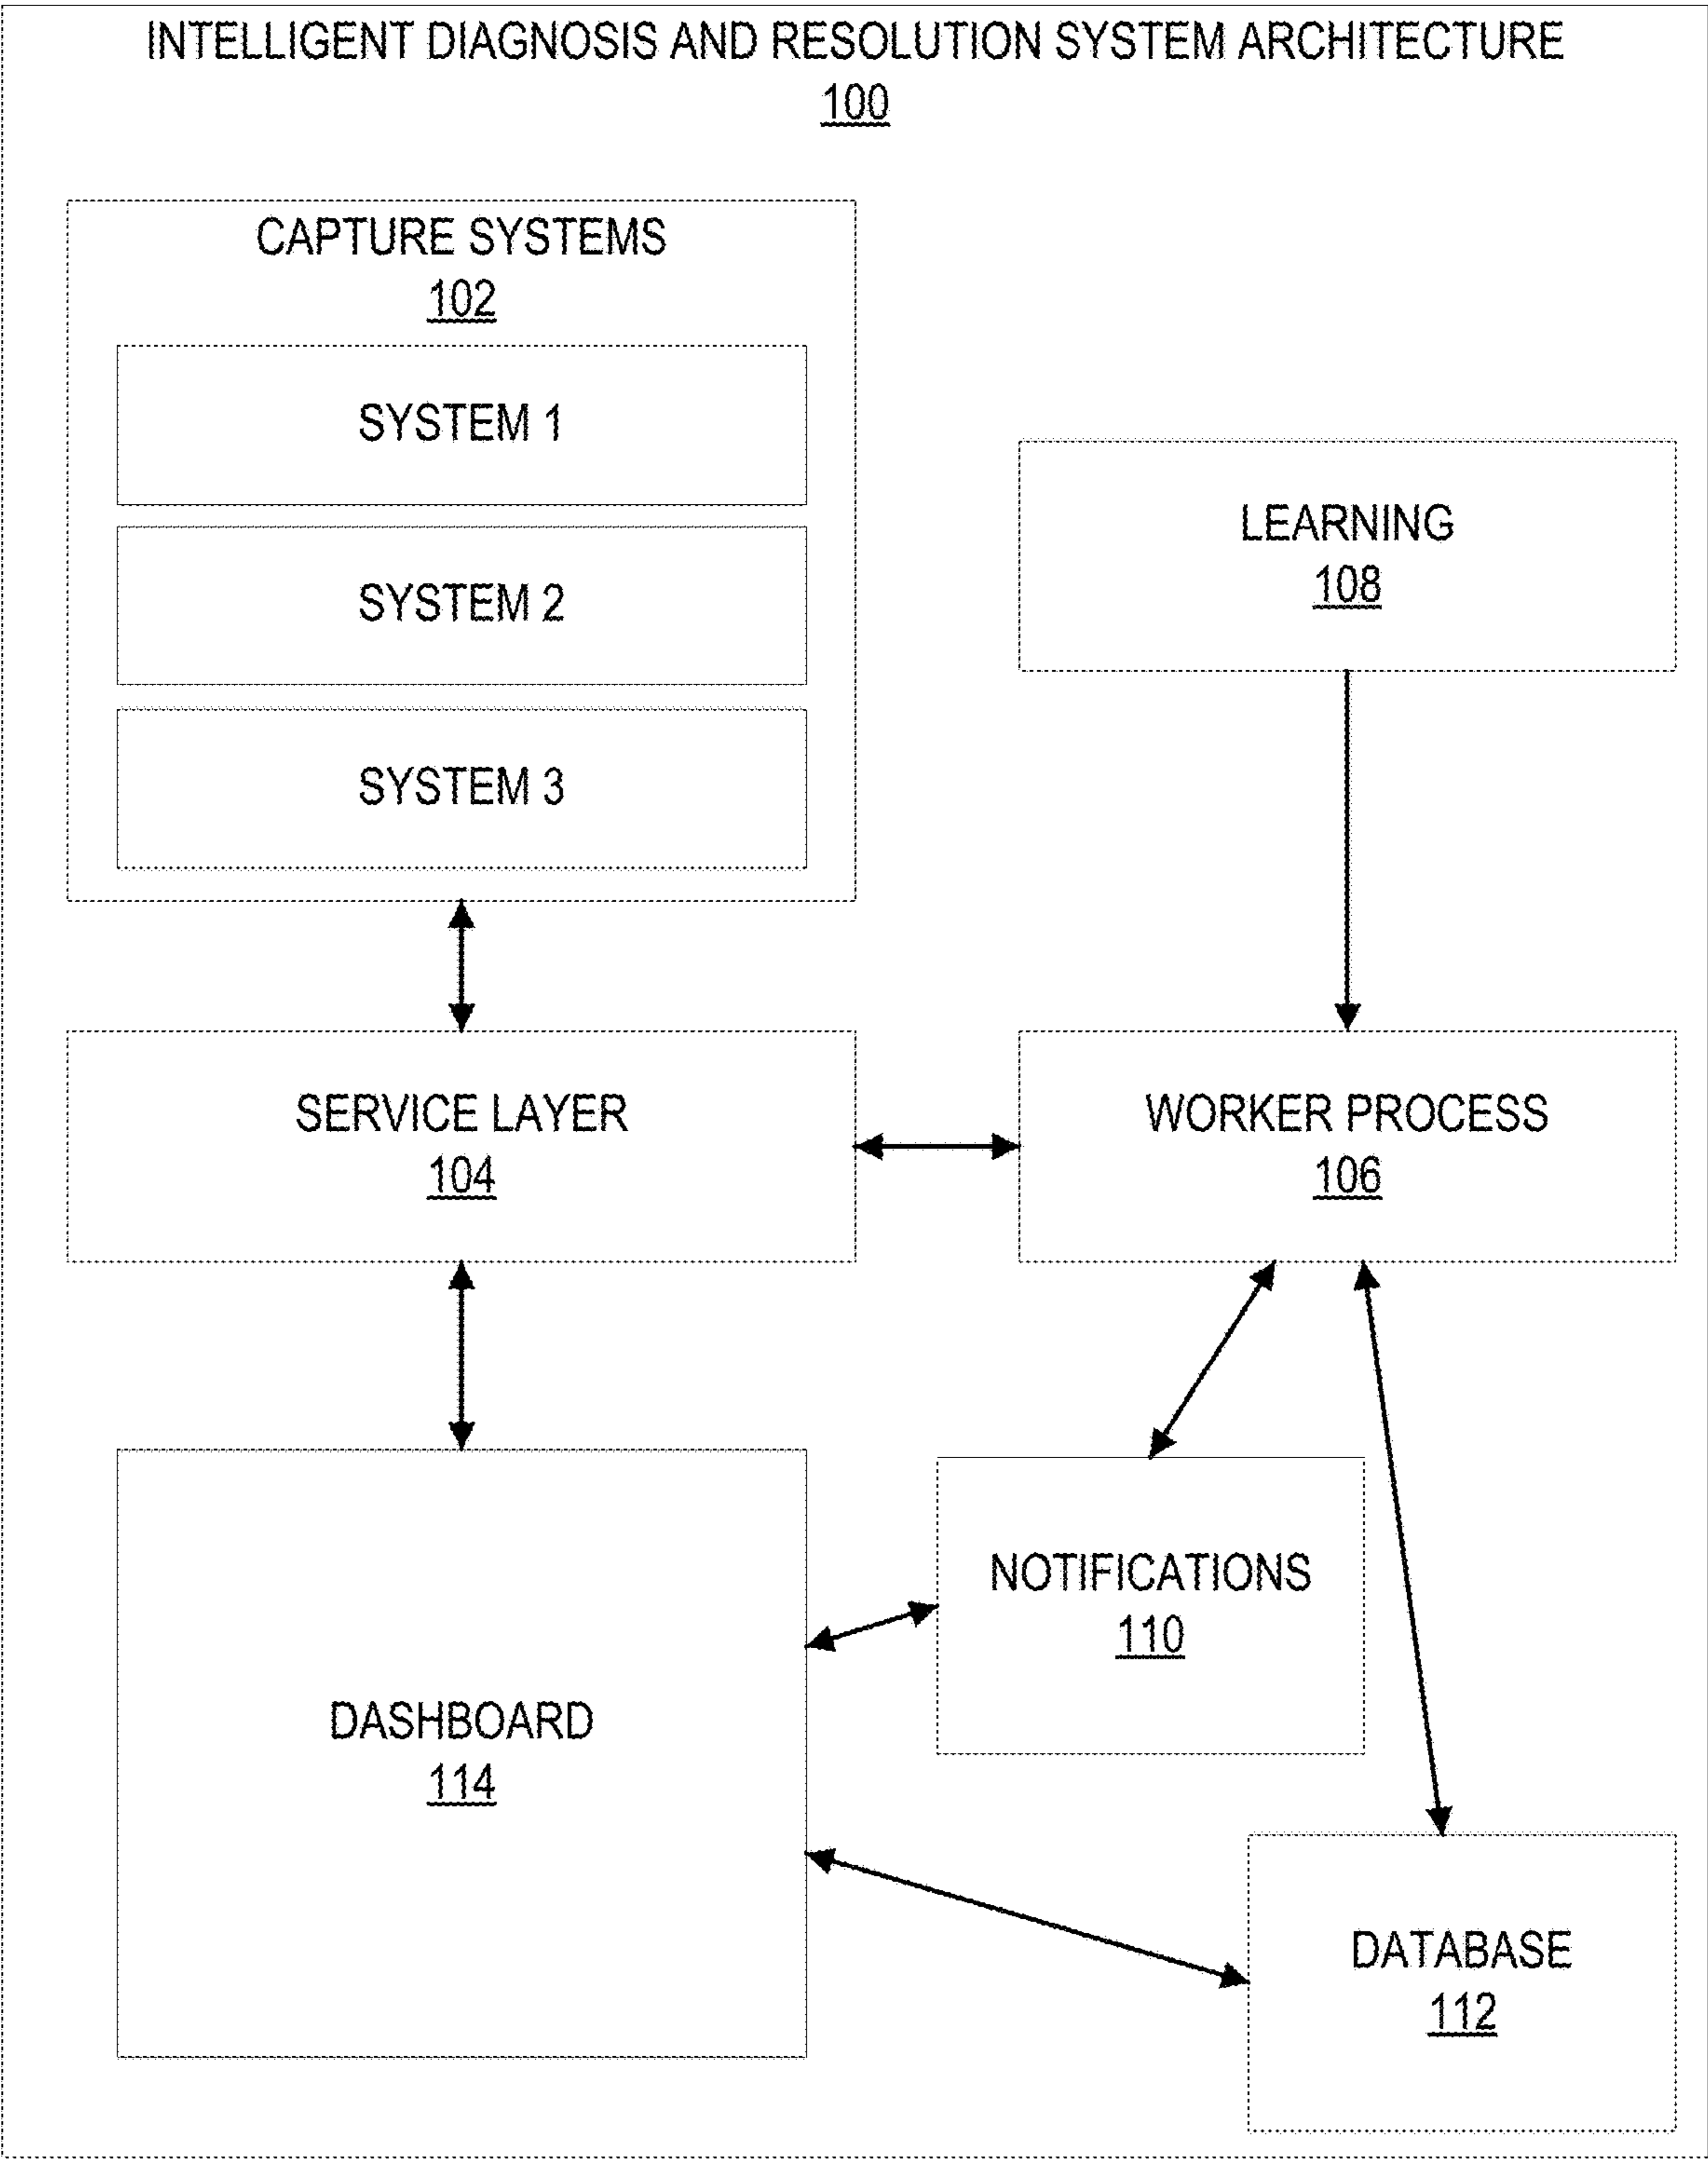 INTELLIGENT DIAGNOSIS AND RESOLUTION SYSTEM ARCHITECTURE
100
CAPTURE SYSTEMS
102
SYSTEM 1
SYSTEM 2
SYSTEM 3
LEARNING
108
SERVICE LAYER
104
WORKER PROCESS
106
NOTIFICATIONS
110
DASHBOARD
114
DATABASE
112